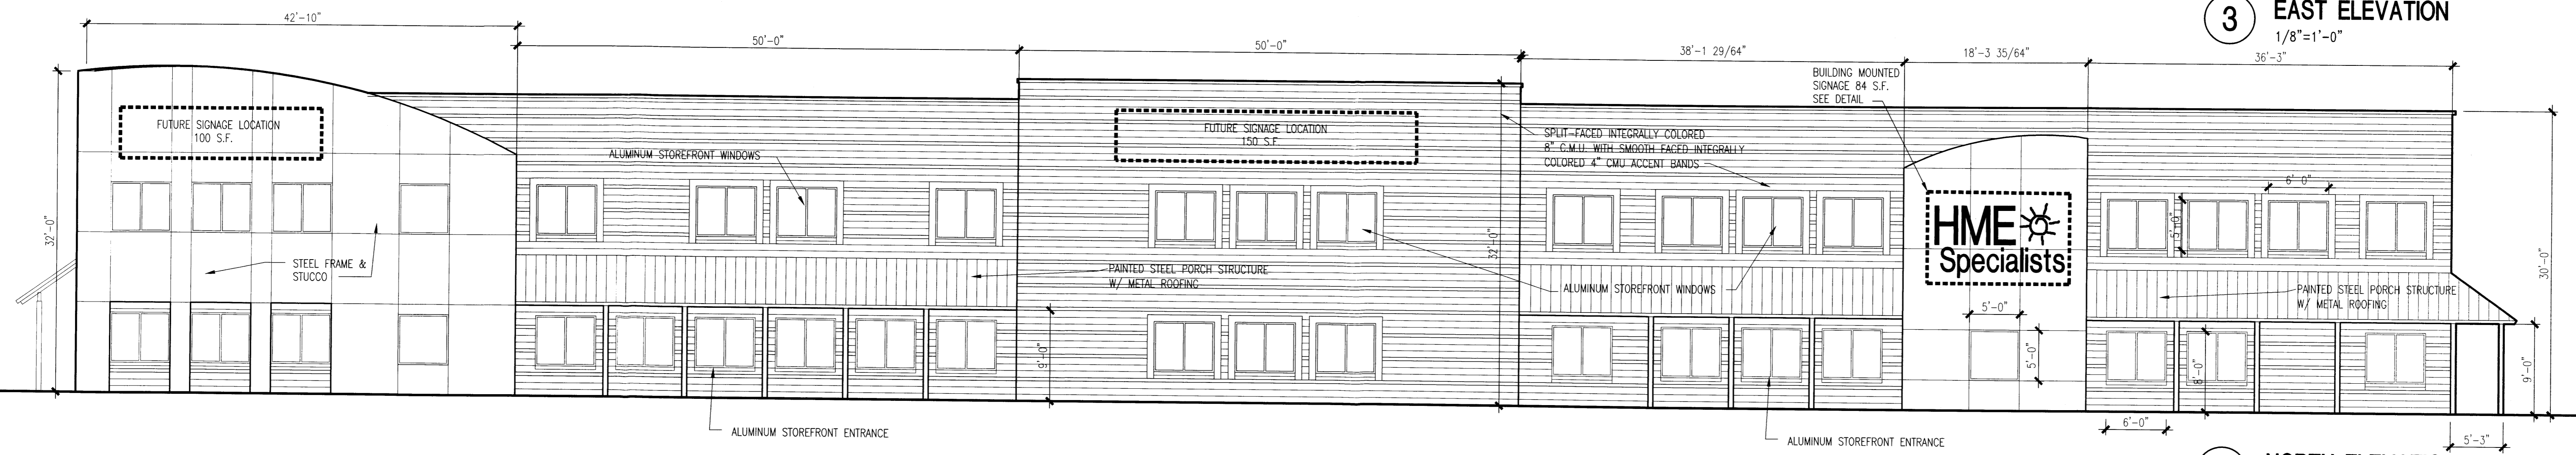 3
EAST ELEVATION
1/8"=1'-0"
42'-10"
50'-0"
50'-0"
38'-1 29/64"
18'-3 35/64"
36'-3"
BUILDING MOUNTED
SIGNAGE 84 S.F.
SEE DETAIL
FUTURE SIGNAGE LOCATION
100 S.F.
FUTURE SIGNAGE LOCATION
150 S.F.
ALUMINUM STOREFRONT WINDOWS
SPLIT-FACED INTEGRALLY COLORED
8" C.M.U. WITH SMOOTH FACED INTEGRALLY
COLORED 4" CMU ACCENT BANDS
6'-0"
5'-0"
32'-0"
32'-0"
30'-0"
HME
Specialists
STEEL FRAME &
STUCCO
PAINTED STEEL PORCH STRUCTURE
W/ METAL ROOFING
ALUMINUM STOREFRONT WINDOWS
PAINTED STEEL PORCH STRUCTURE
W/ METAL ROOFING
5'-0"
5'-0"
9'-0"
8'-0"
9'-0"
6'-0"
5'-3"
ALUMINUM STOREFRONT ENTRANCE
ALUMINUM STOREFRONT ENTRANCE